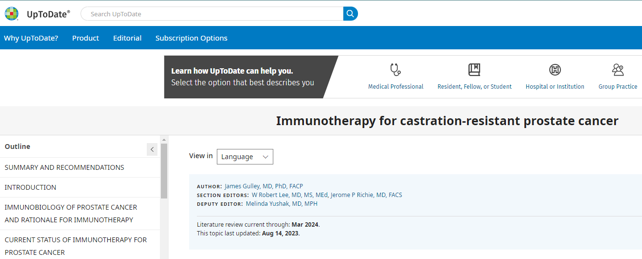 UpToDate®
Search UpToDate
Why UpToDate? Product Editorial Subscription Options
Learn how UpToDate can help you.
Select the option that best describes you
Medical Professional Resident, Fellow, or Student Hospital or Institution Group Practice
Immunotherapy for castration-resistant prostate cancer
Outline
SUMMARY AND RECOMMENDATIONS
INTRODUCTION
IMMUNOBIOLOGY OF PROSTATE CANCER
AND RATIONALE FOR IMMUNOTHERAPY
CURRENT STATUS OF IMMUNOTHERAPY FOR
PROSTATE CANCER
View in Language
AUTHOR: James Gulley, MD, PhD, FACP
SECTION EDITORS: W Robert Lee, MD, MS, MEd, Jerome P Richie, MD, FACS
DEPUTY EDITOR: Melinda Yushak, MD, MPH
Literature review current through: Mar 2024.
This topic last updated: Aug 14, 2023.